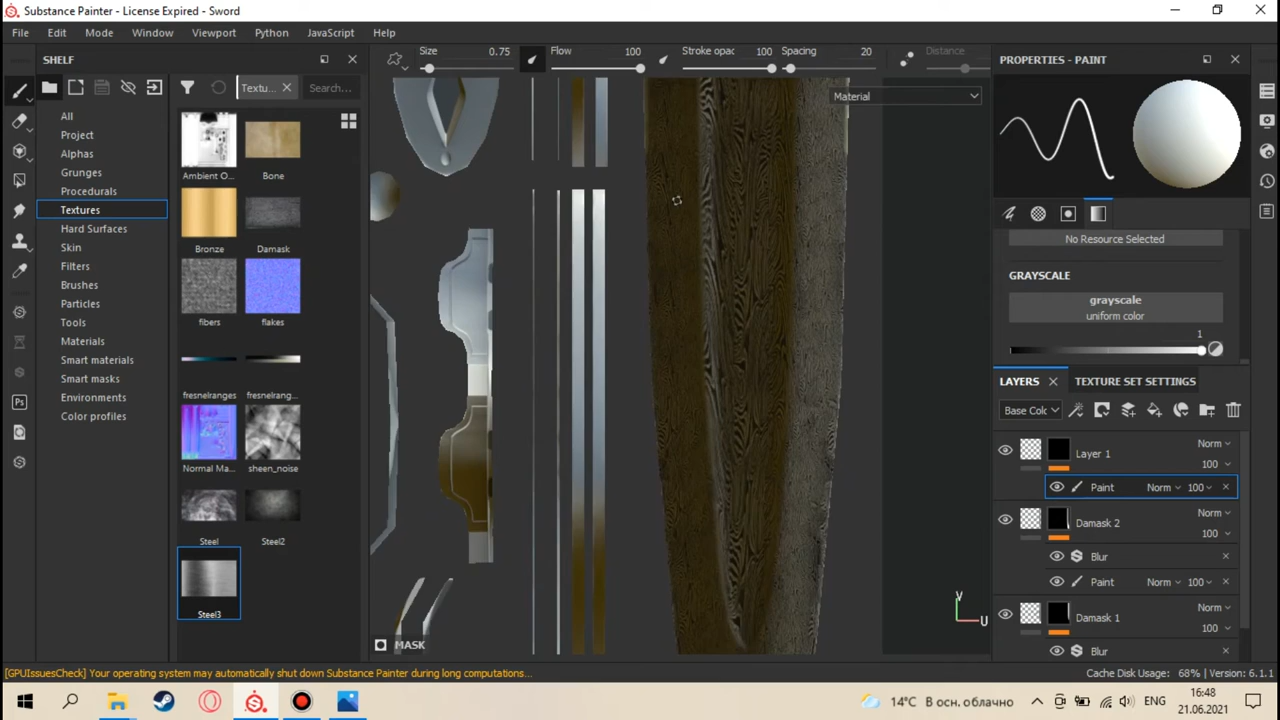 Substance Painter - License Expired - Sword
File Edit Mode Window Viewport Python JavaScript Help
SHELF
Textu...
Search...
All
Project
Alphas
Grunges
Procedurals
Textures
Hard Surfaces
Skin
Filters
Brushes
Particles
Tools
Materials
Smart materials
Smart masks
Environments
Color profiles
Ambient O...
Bone
Bronze
Damask
fibers
flakes
fresnelranges
fresnelrang...
Normal Ma...
sheen_noise
Steel
Steel2
Steel3
Size 0.75
Flow 100
Stroke opac 100
Spacing 20
Distance
Material
MASK
V
U
PROPERTIES - PAINT
No Resource Selected
GRAYSCALE
grayscale
uniform color
1
LAYERS
TEXTURE SET SETTINGS
Base Cok
Ps
Layer 1
Norm
100
Paint Norm 100
Damask 2
Norm
100
Blur
Paint Norm 100
Damask 1
Norm
100
Blur
[GPUIssuesCheck] Your operating system may automatically shut down Substance Painter during long computations...
Cache Disk Usage: 68% | Version: 6.1.1
14°C В осн. облачно
ENG
16:48
21.06.2021